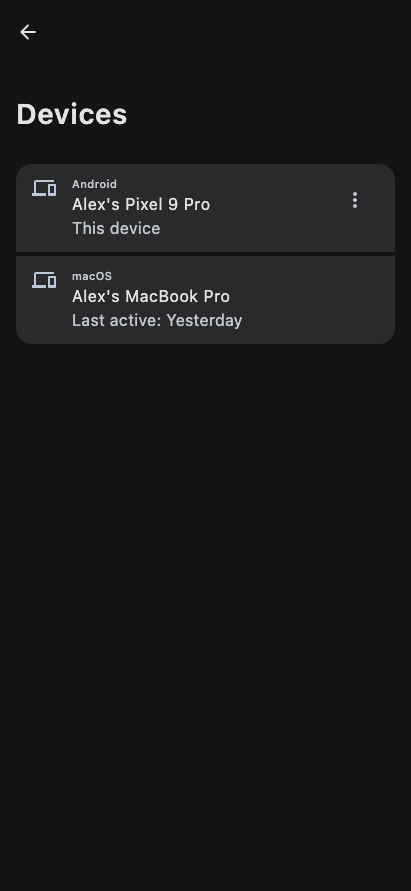 Devices
Android
Alex's Pixel 9 Pro
This device
macOS
Alex's MacBook Pro
Last active: Yesterday